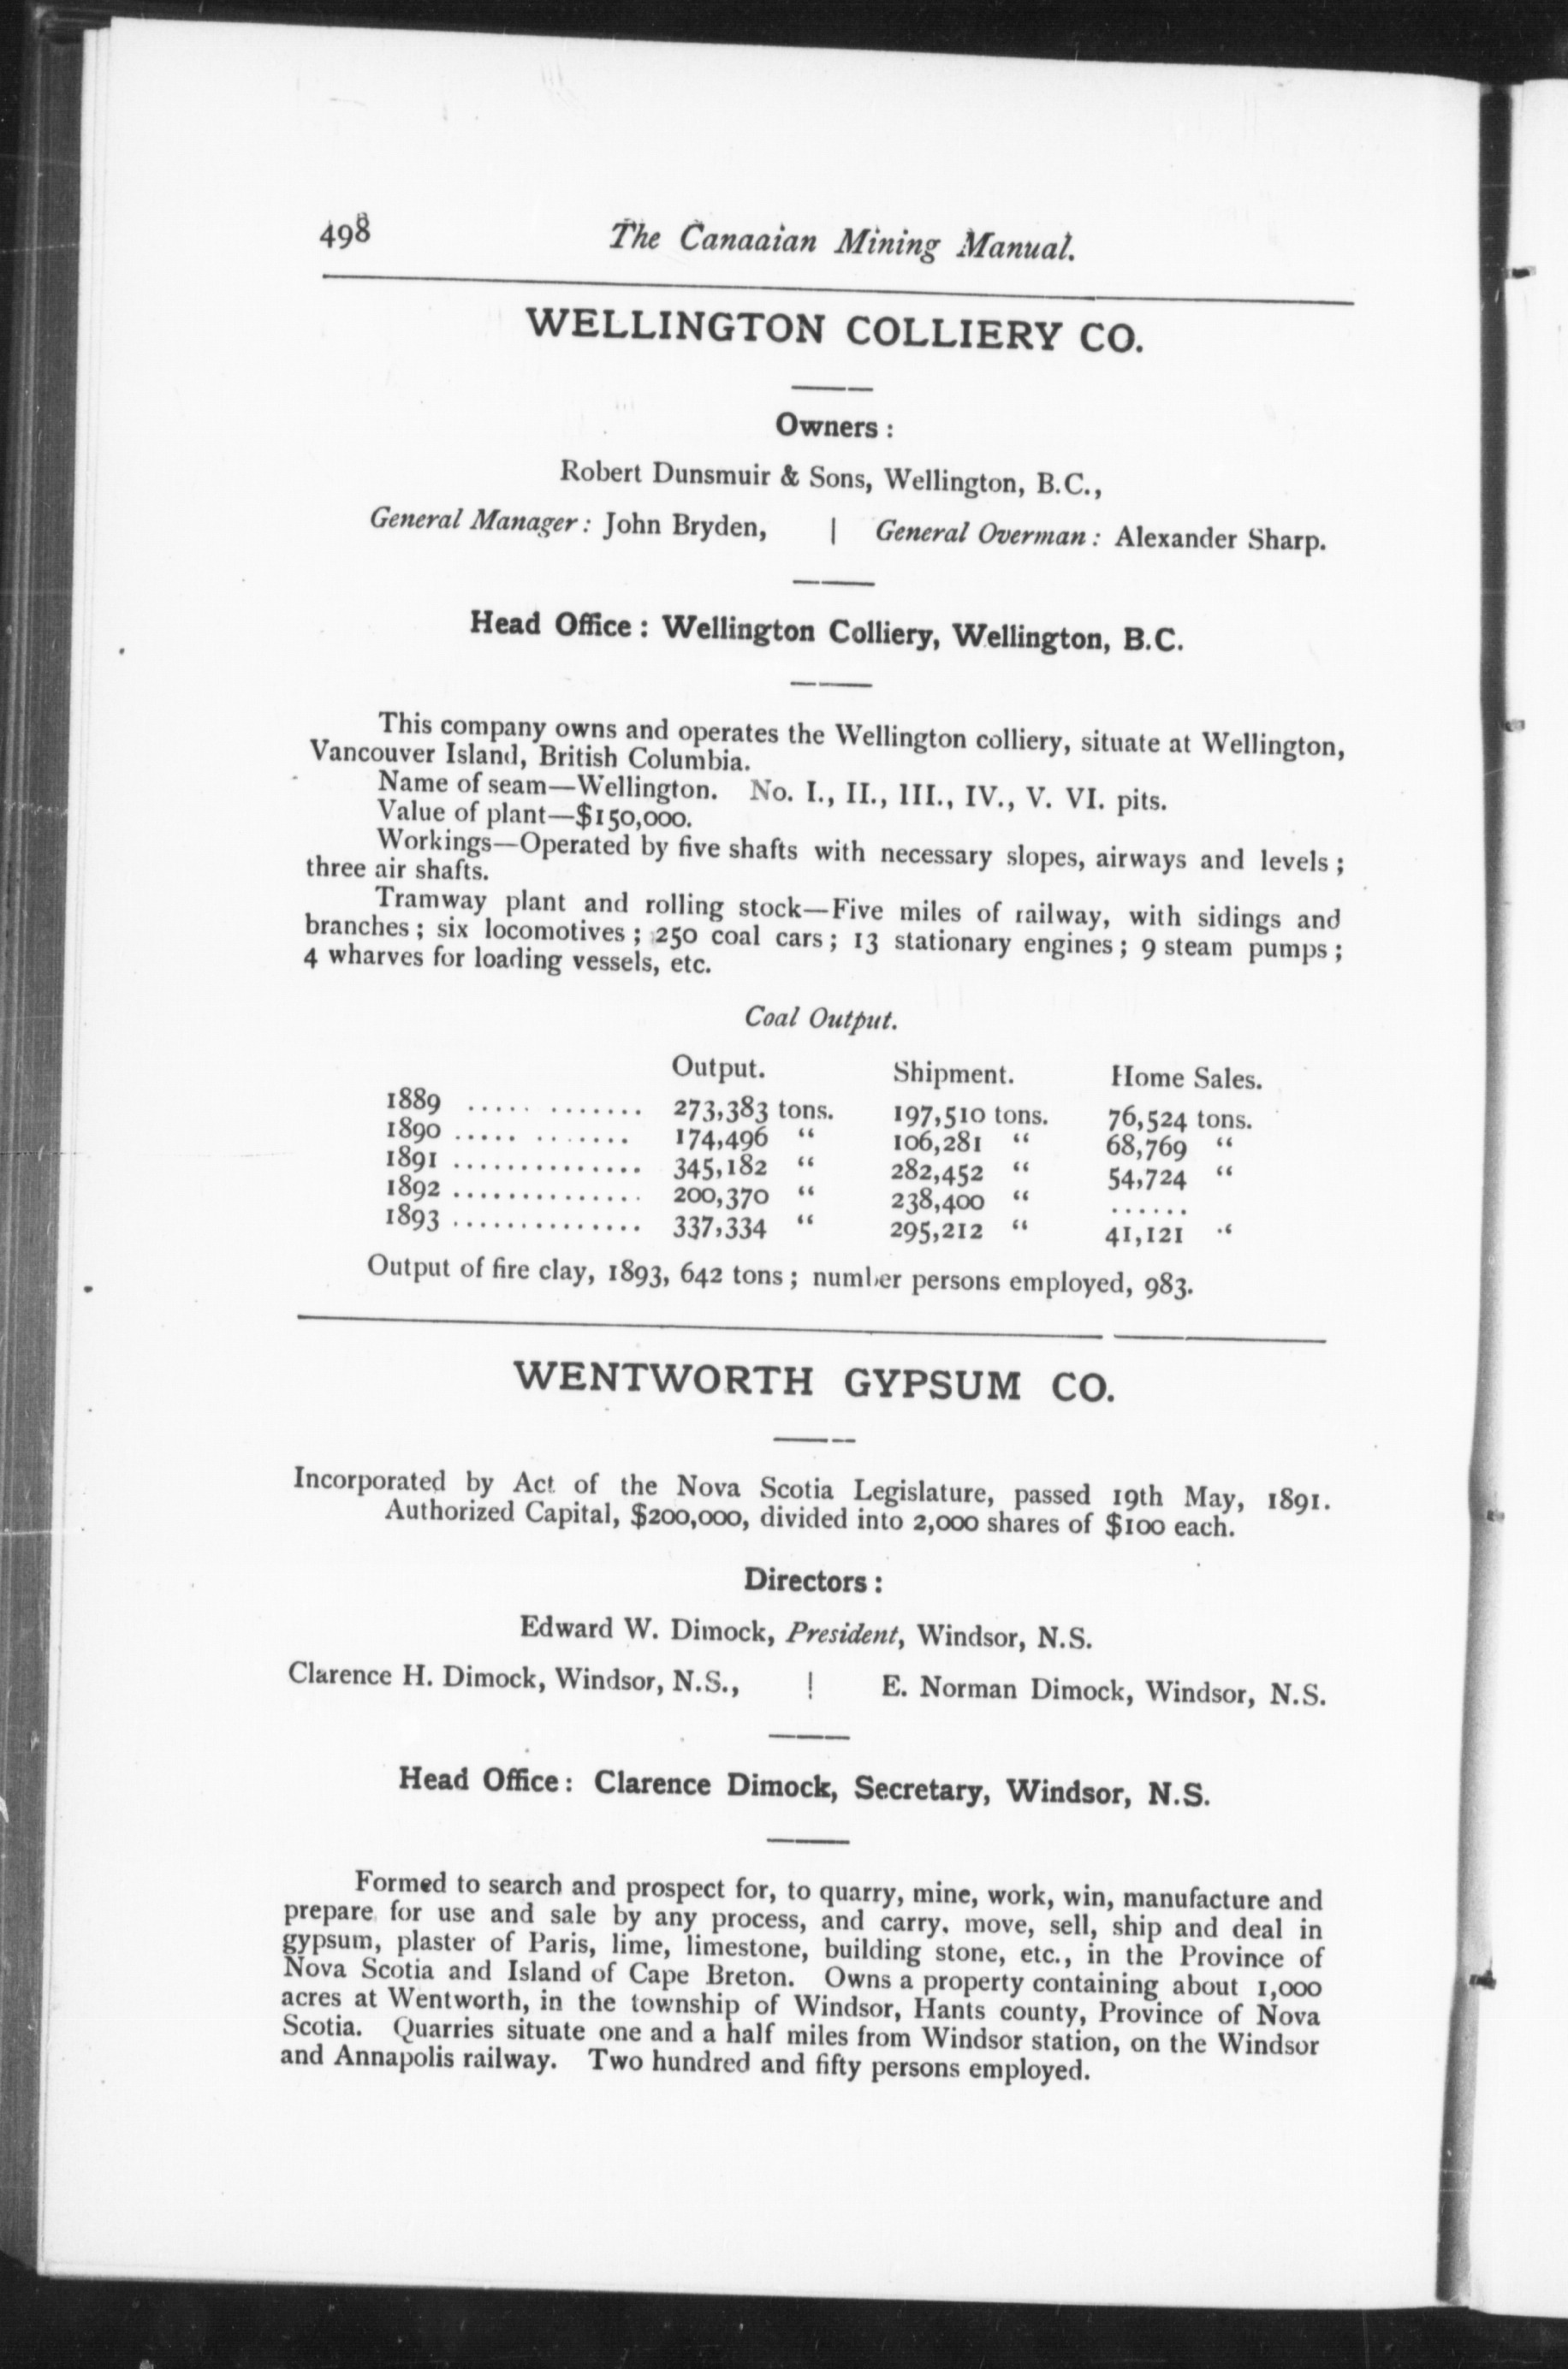 498 The Canadian Mining Manual.
WELLINGTON COLLIERY CO.
Owners :
Robert Dunsmuir & Sons, Wellington, B.C.,
General Manager: John Bryden, | General Overman: Alexander Sharp.
Head Office: Wellington Colliery, Wellington, B.C.
This company owns and operates the Wellington colliery, situate at Wellington,
Vancouver Island, British Columbia.
Name of seam—Wellington. No. I., II., III., IV., V. VI. pits.
Value of plant—$150,000.
Workings—Operated by five shafts with necessary slopes, airways and levels ;
three air shafts.
Tramway plant and rolling stock—Five miles of railway, with sidings and
branches ; six locomotives ; 250 coal cars ; 13 stationary engines ; 9 steam pumps ;
4 wharves for loading vessels, etc.
Coal Output.
Output. Shipment. Home Sales.
1889 ..... ............. 273,383 tons. 197,510 tons. 76,524 tons.
1890 ..... ....... 174,496 “ 106,281 “ 68,769 “
1891 .............. 345,182 “ 282,452 “ 54,724 “
1892 .............. 200,370 “ 238,400 “ ......
1893 .............. 337,334 “ 295,212 “ 41,121 “
Output of fire clay, 1893, 642 tons ; number persons employed, 983.
WENTWORTH GYPSUM CO.
Incorporated by Act of the Nova Scotia Legislature, passed 19th May, 1891.
Authorized Capital, $200,000, divided into 2,000 shares of $100 each.
Directors :
Edward W. Dimock, President, Windsor, N.S.
Clarence H. Dimock, Windsor, N.S., | E. Norman Dimock, Windsor, N.S.
Head Office: Clarence Dimock, Secretary, Windsor, N.S.
Formed to search and prospect for, to quarry, mine, work, win, manufacture and
prepare for use and sale by any process, and carry, move, sell, ship and deal in
gypsum, plaster of Paris, lime, limestone, building stone, etc., in the Province of
Nova Scotia and Island of Cape Breton. Owns a property containing about 1,000
acres at Wentworth, in the township of Windsor, Hants county, Province of Nova
Scotia. Quarries situate one and a half miles from Windsor station, on the Windsor
and Annapolis railway. Two hundred and fifty persons employed.